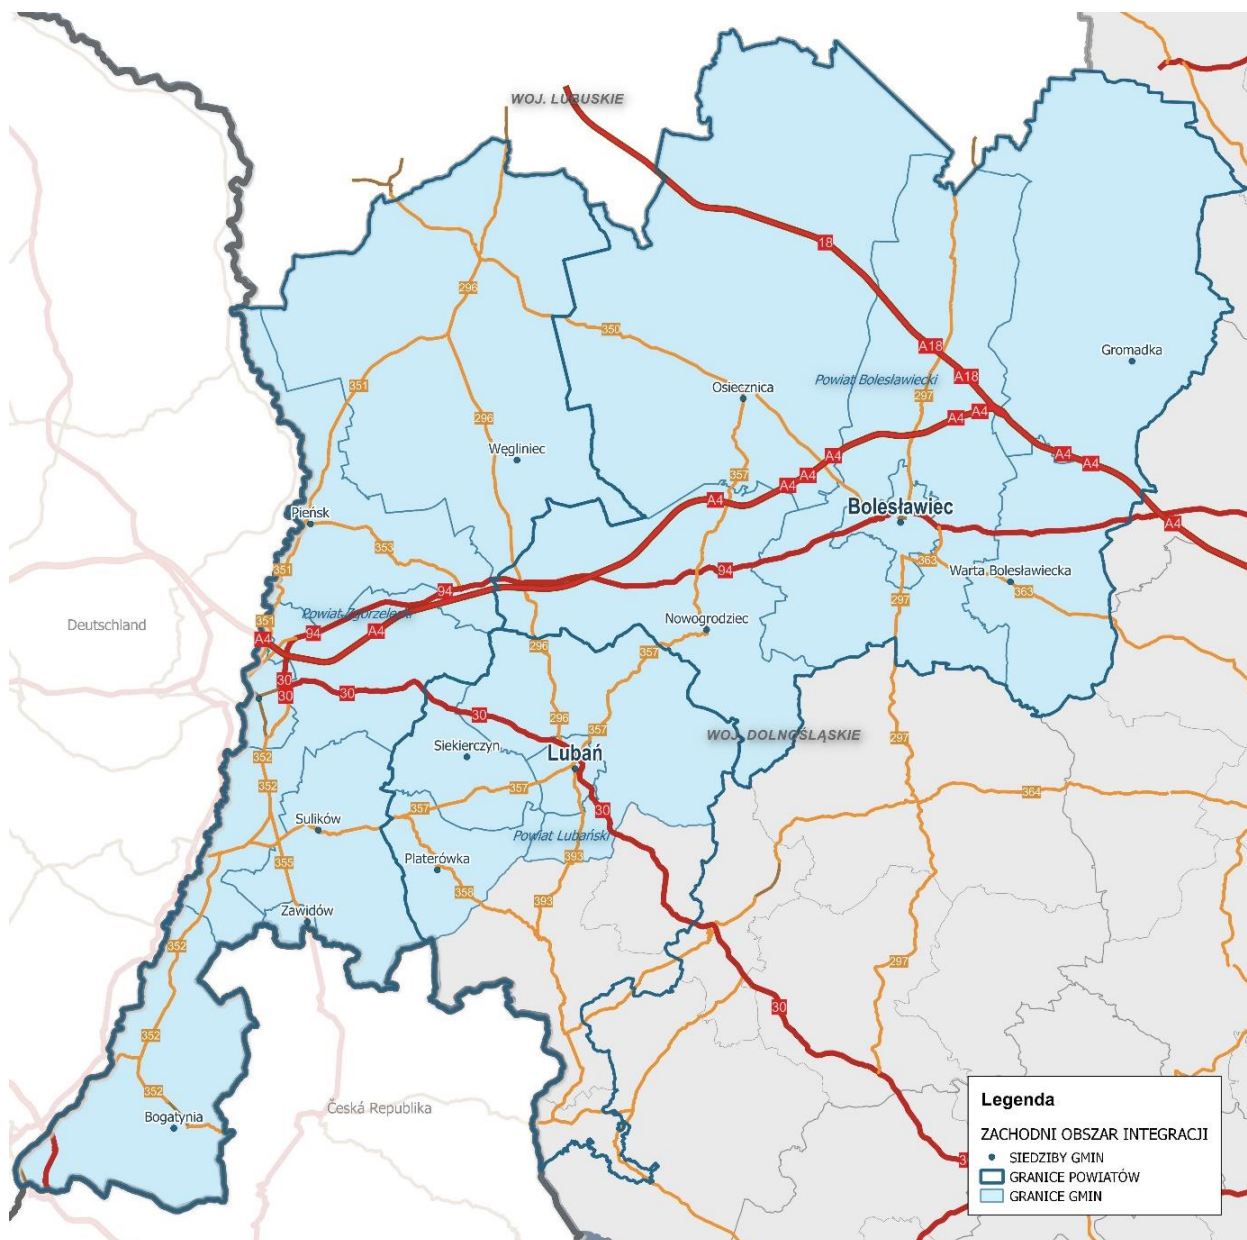 WOJ. LUBUSKIE
18
296
350
A18
Gromadka
351
Powiat Bolesławiecki
A18
Osiecznica
297
A4
A4
296
Węgliniec
A4
A4
A4
357
A4
A4
A4
Bolesławiec
Pieńsk
A4
353
363
351
94
94
Warta Bolesławiecka
363
297
Powiat Zgorzelecki
351
Deutschland
94
A4
A4
Nowogrodziec
296
357
30
30
30
30
296
357
WOJ. DOLNOŚLĄSKIE
297
Siekierczyn
Lubań
352
352
357
364
357
30
Sulików
Powiat Lubański
355
Platerówka
393
358
393
Zawidów
352
297
30
352
352
Bogatynia
Česká Republika
Legenda
ZACHODNI OBSZAR INTEGRACJI
SIEDZIBY GMIN
GRANICE POWIATÓW
GRANICE GMIN